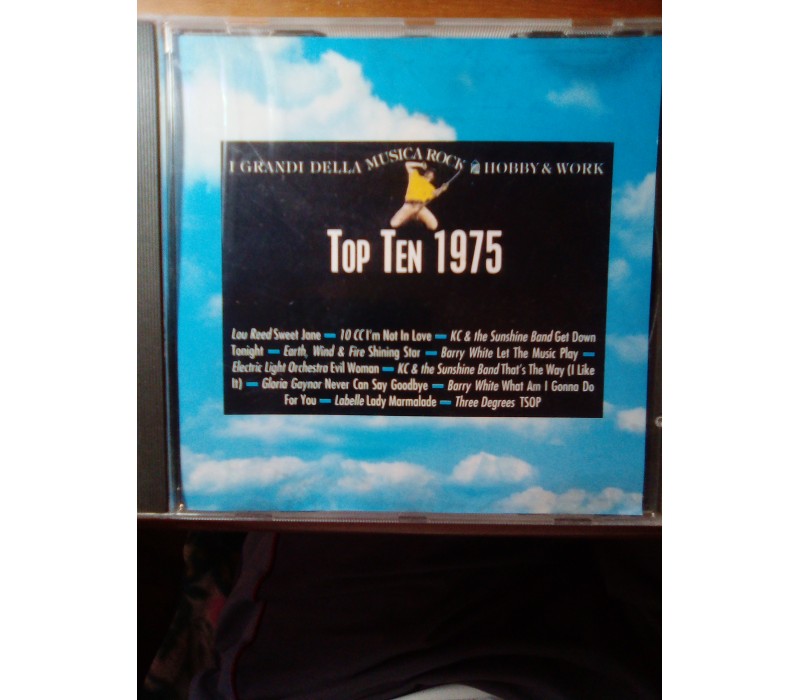 I GRANDI DELLA MUSICA ROCK HOBBY & WORK
TOP TEN 1975
Lou Reed Sweet Jane – 10 CC I'm Not In Love – KC & the Sunshine Band Get Down
Tonight – Earth, Wind & Fire Shining Star – Barry White Let The Music Play –
Electric Light Orchestra Evil Woman – KC & the Sunshine Band That's The Way (I Like
It) – Gloria Gaynor Never Can Say Goodbye – Barry White What Am I Gonna Do
For You – Labelle Lady Marmalade – Three Degrees TSOP